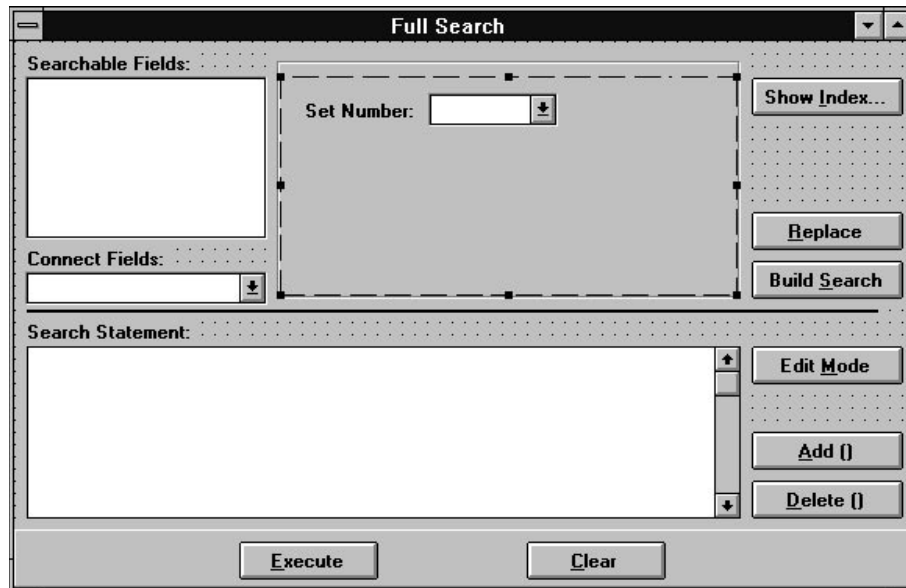 Full Search
Searchable Fields:
Set Number:
Show Index...
Replace
Connect Fields:
Build Search
Search Statement:
Edit Mode
Add ()
Delete ()
Execute
Clear